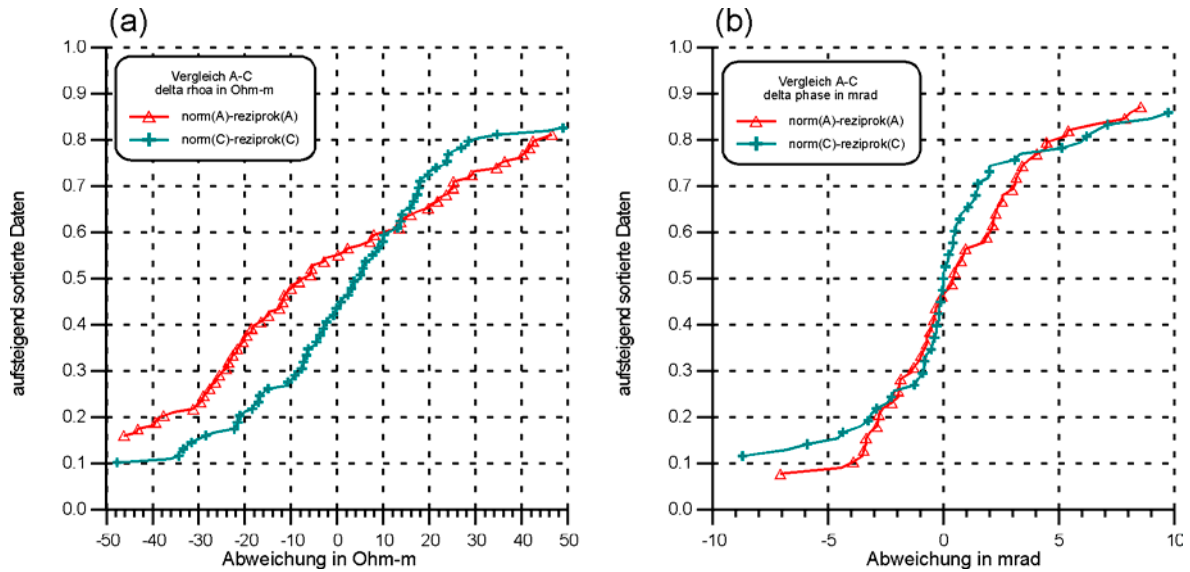 (a)
1.0
0.9
0.8
0.7
0.6
0.5
0.4
0.3
0.2
0.1
0.0
aufsteigend sortierte Daten
Vergleich A-C
delta rhoa in Ohm-m
norm(A)-reziprok(A)
norm(C)-reziprok(C)
-50 -40 -30 -20 -10 0 10 20 30 40 50
Abweichung in Ohm-m
(b)
1.0
0.9
0.8
0.7
0.6
0.5
0.4
0.3
0.2
0.1
0.0
aufsteigend sortierte Daten
Vergleich A-C
delta phase in mrad
norm(A)-reziprok(A)
norm(C)-reziprok(C)
-10 -5 0 5 10
Abweichung in mrad